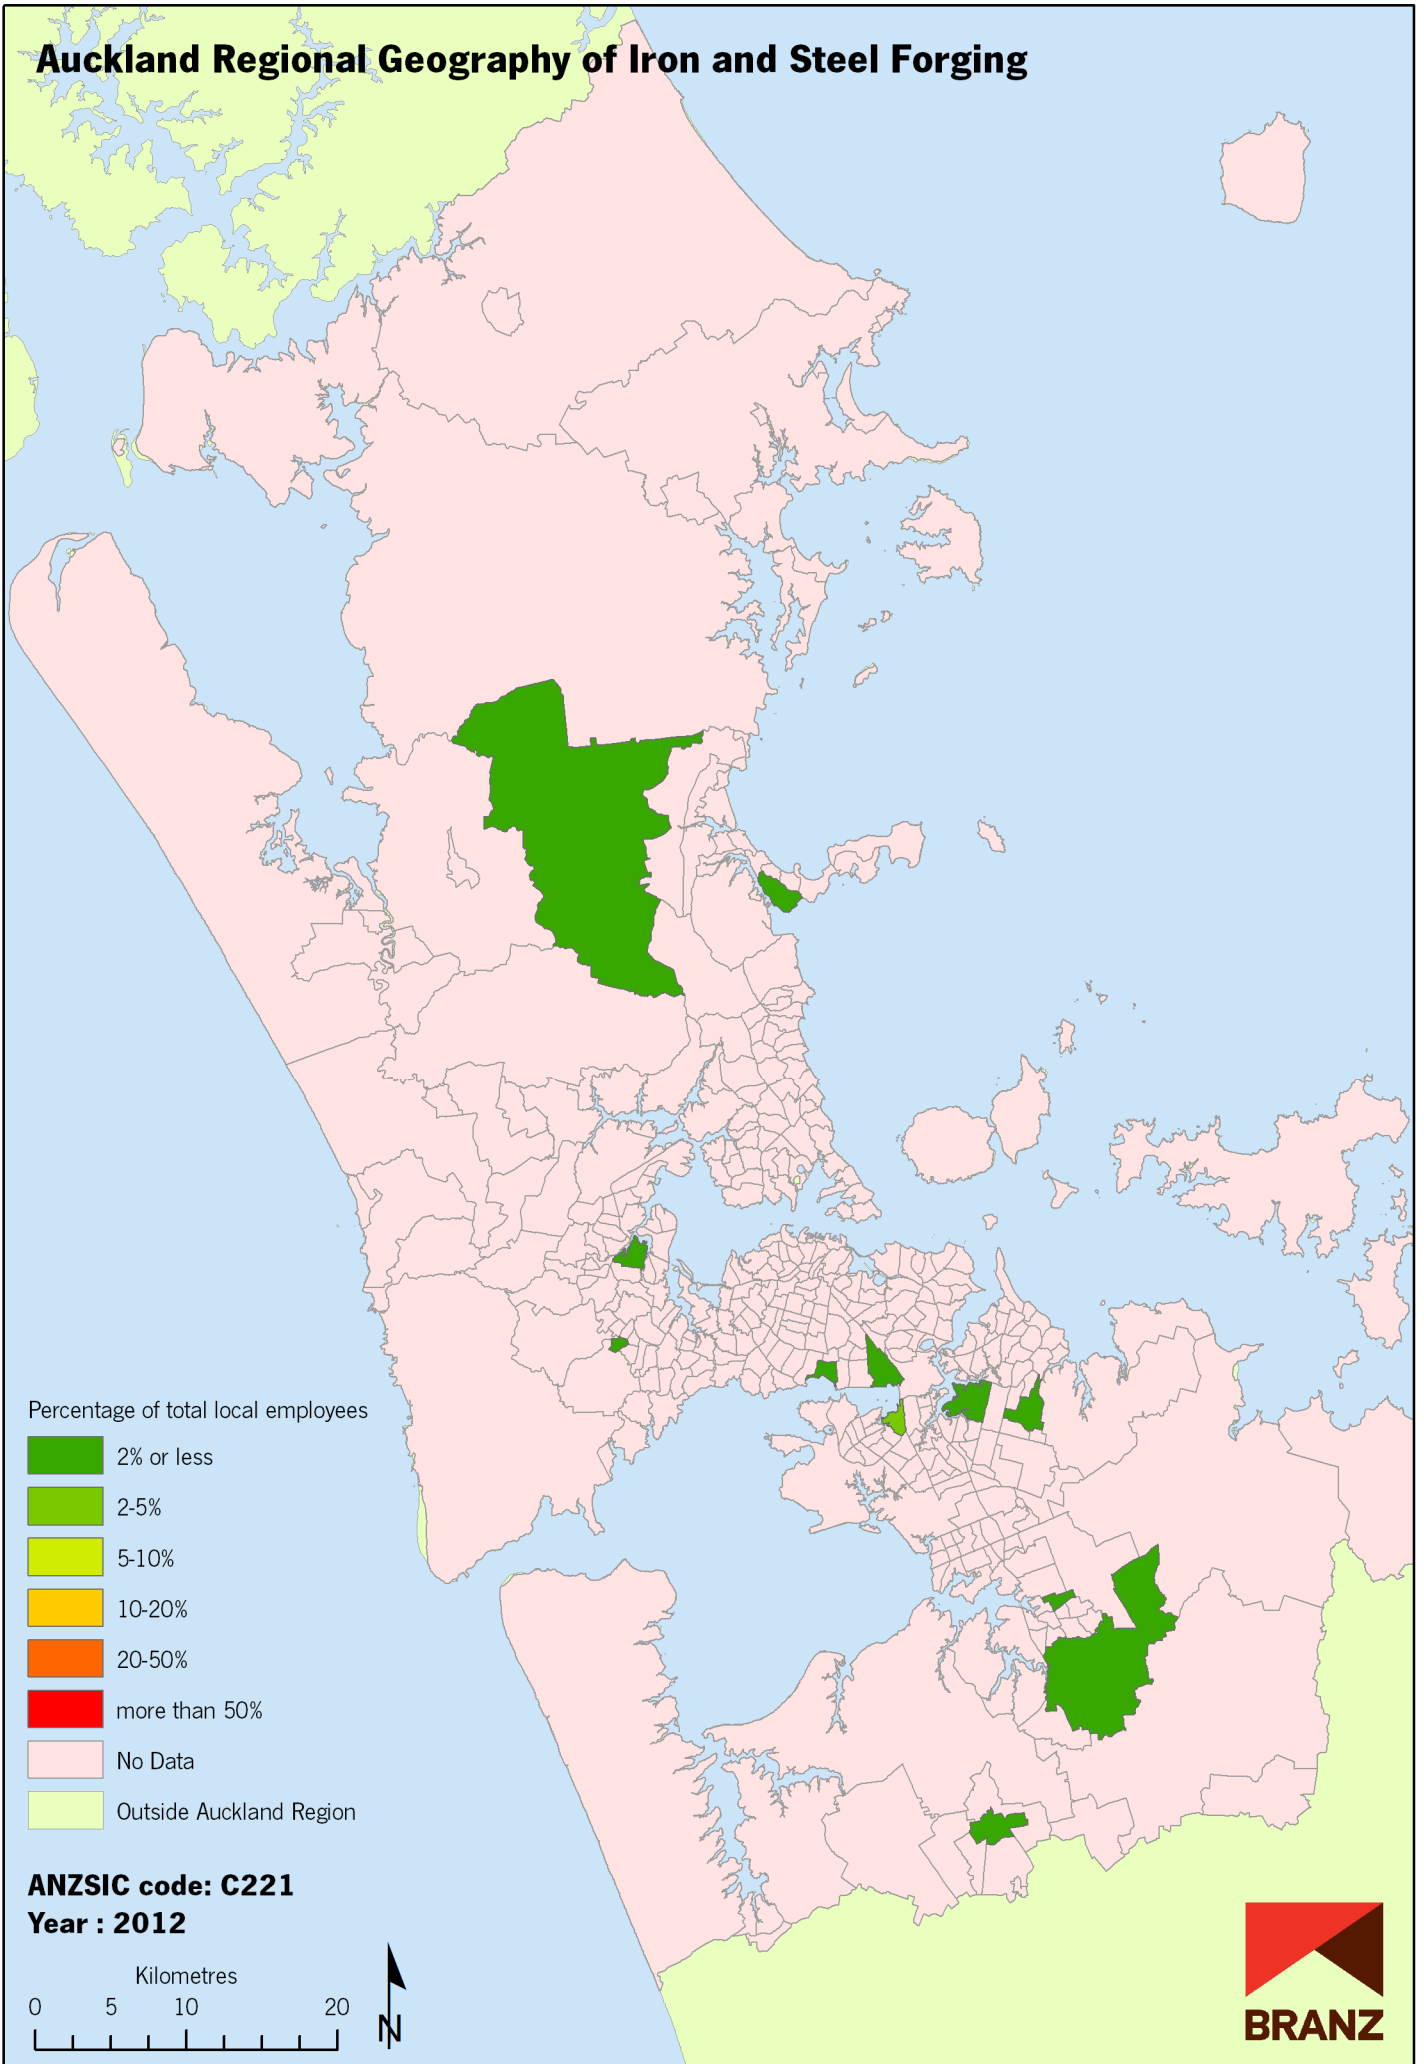 Auckland Regional Geography of Iron and Steel Forging
Percentage of total local employees
2% or less
2-5%
5-10%
10-20%
20-50%
more than 50%
No Data
Outside Auckland Region
ANZSIC code: C221
Year : 2012
Kilometres
0 5 10 20
N
BRANZ